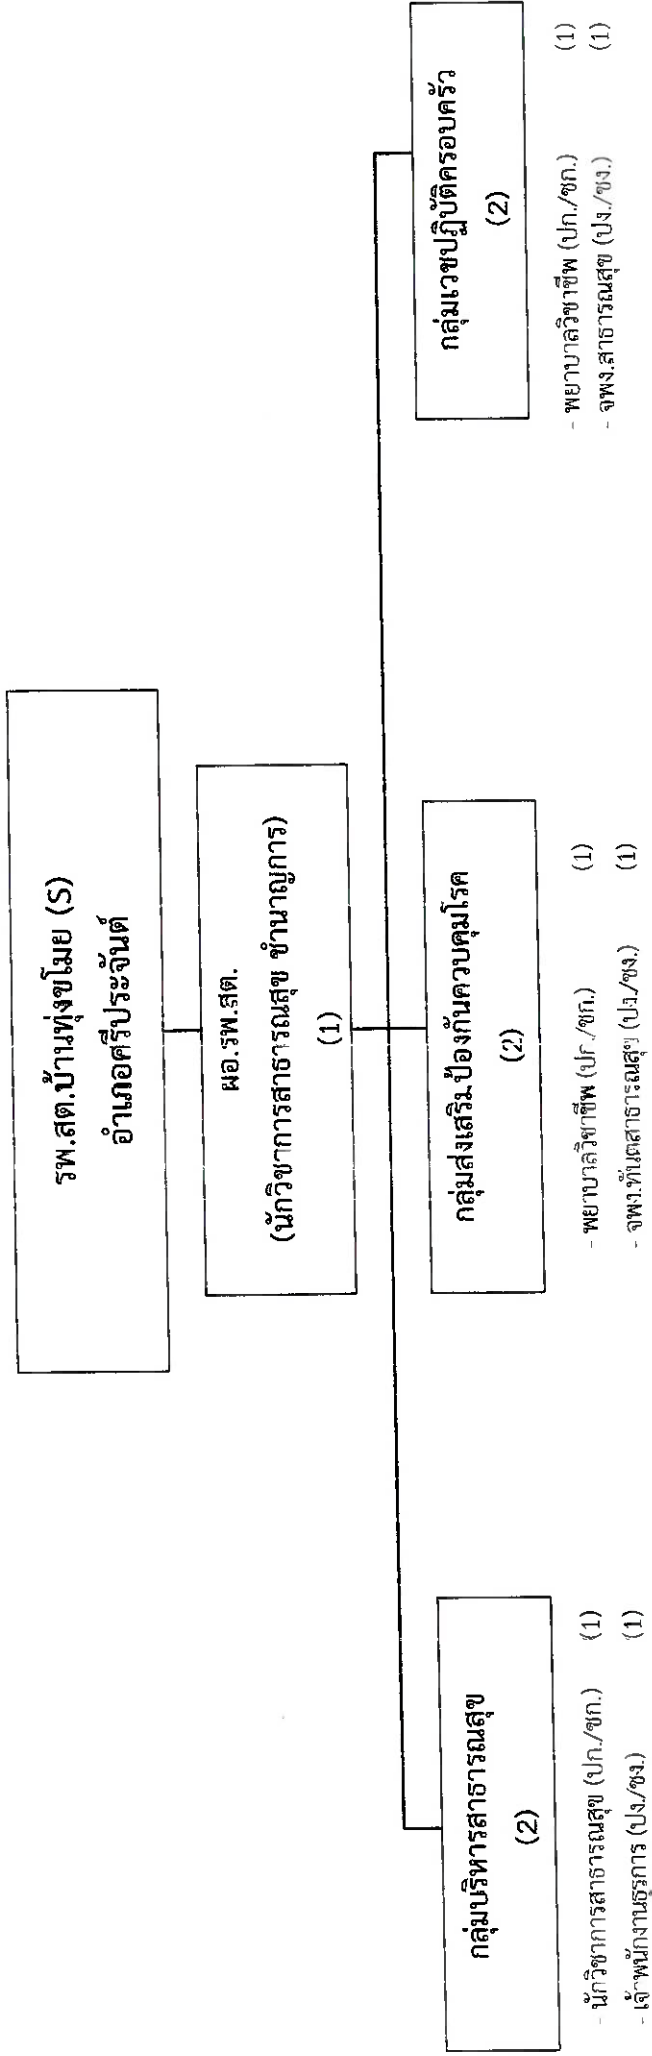 รพ.สต.บ้านทุ่งขโมย (S)
อำเภอศรีประจันต์
ผอ.รพ.สต.
(นักวิชาการสาธารณสุข ชำนาญการ)
(1)
กลุ่มบริหารสาธารณสุข
(2)
- นักวิชาการสาธารณสุข (ปก./ชก.) (1)
- เจ้าพนักงานธุรการ (ปง./ชง.) (1)
กลุ่มส่งเสริมป้องกันควบคุมโรค
(2)
- พยาบาลวิชาชีพ (ปก./ชก.) (1)
- จพง.ทันตสาธารณสุข (ปง./ชง.) (1)
กลุ่มเวชปฏิบัติครอบครัว
(2)
- พยาบาลวิชาชีพ (ปก./ชก.) (1)
- จพง.สาธารณสุข (ปง./ชง.) (1)